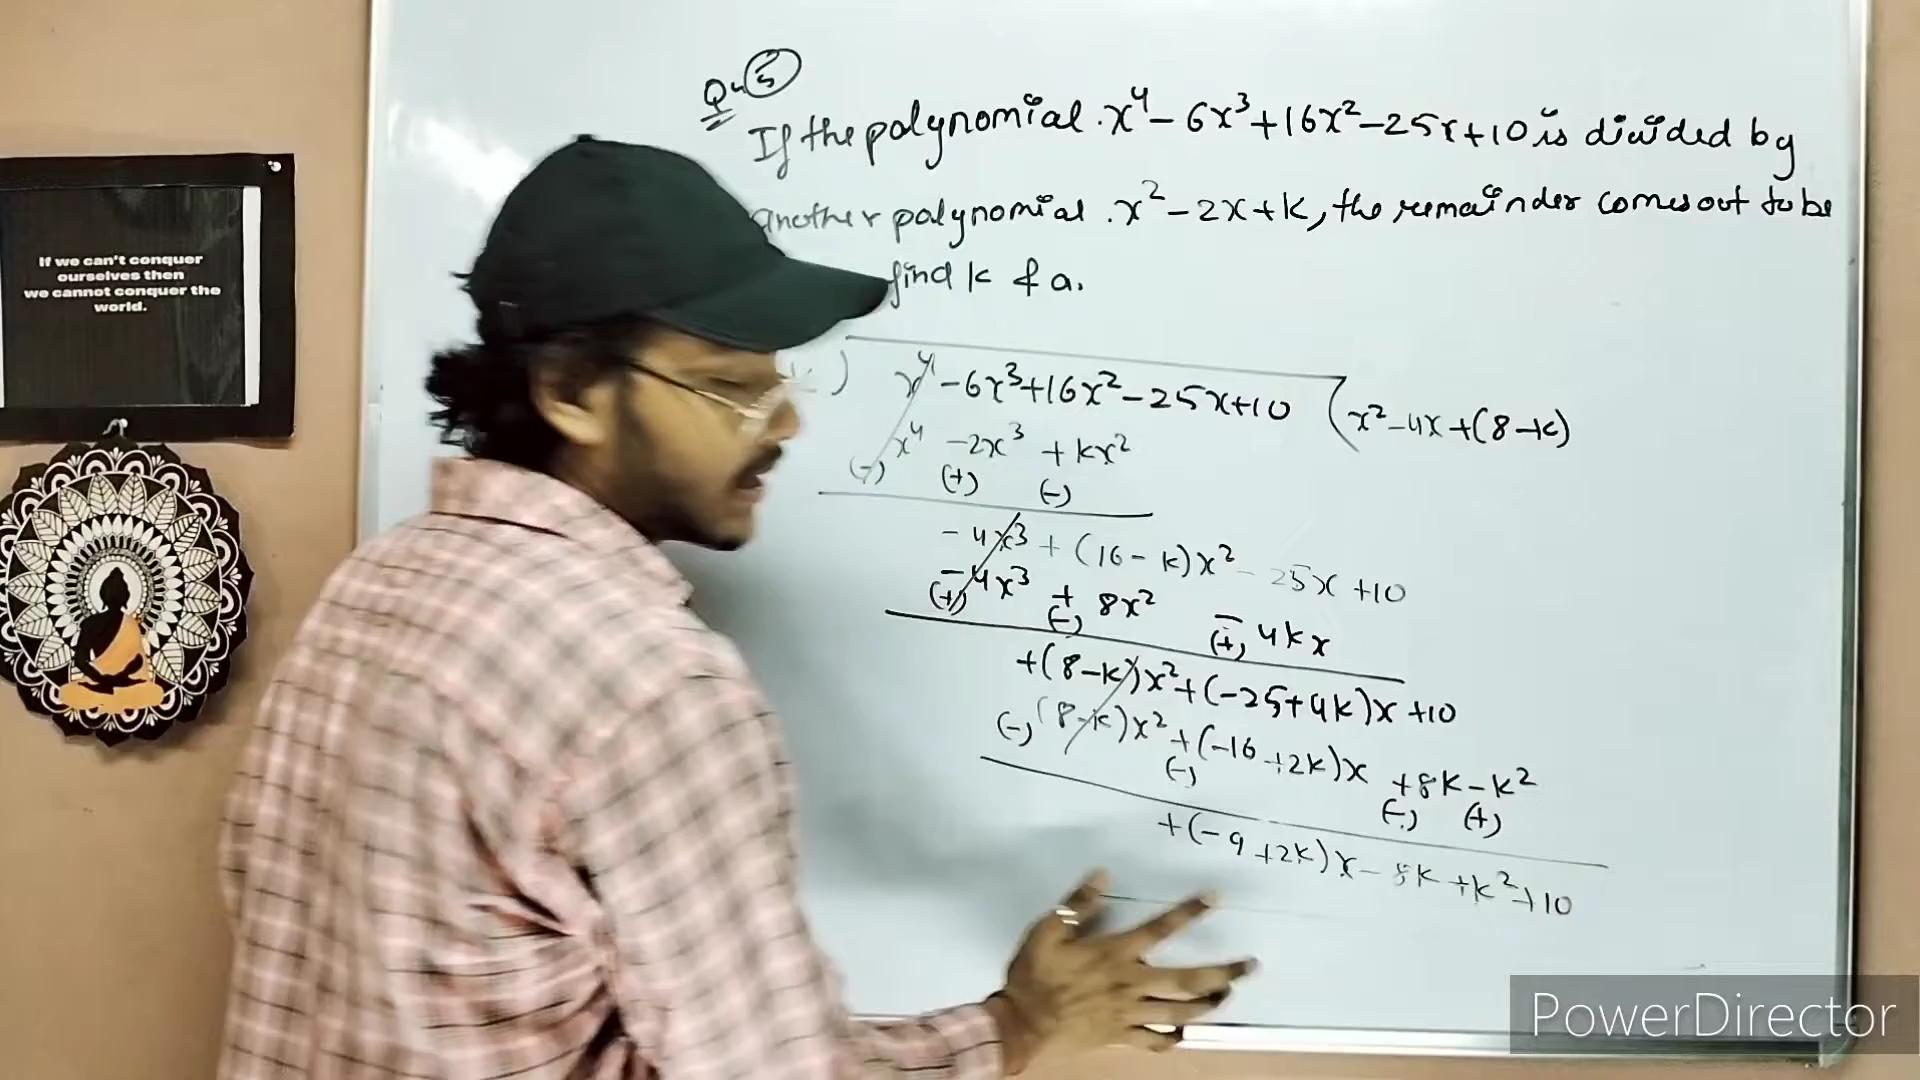 Q.(5)
If the polynomial x⁴-6x³+16x²-25x+10 is divided by
another polynomial x²-2x+k, the remainder comes out to be
find k & a.
) x⁴-6x³+16x²-25x+10 ( x²-4x+(8-k)
x⁴ -2x³ +kx²
(-) (+) (-)
-4x³+(16-k)x²-25x+10
-4x³ + 8x² - 4kx
(+) (-) (+)
+(8-k)x²+(-25+4k)x+10
(8-k)x²+(-16+2k)x +8k-k²
(-) (-) (-) (+)
+(-9+2k)x-8k+k²+10
If we can't conquer
ourselves then
we cannot conquer the
world.
PowerDirector